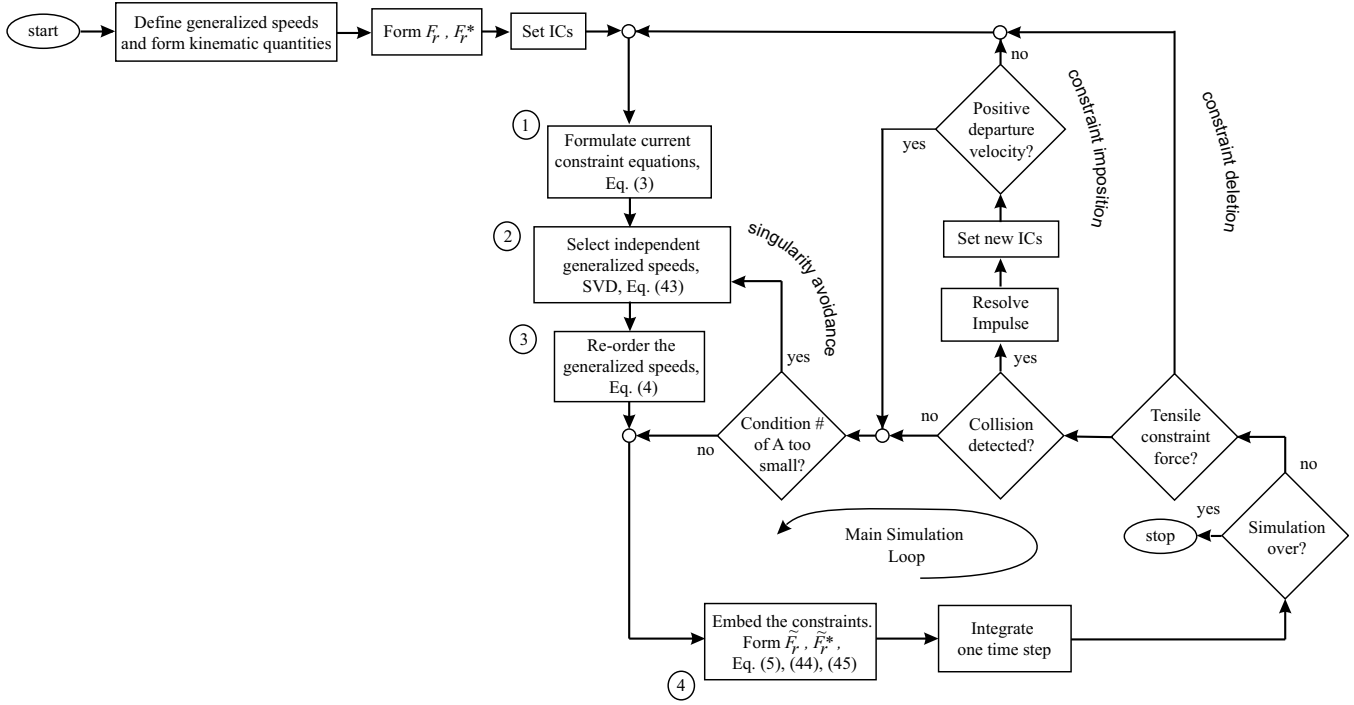 start
Define generalized speeds
and form kinematic quantities
Form Fr , Fr*
Set ICs
1
Formulate current
constraint equations,
Eq. (3)
2
Select independent
generalized speeds,
SVD, Eq. (43)
3
Re-order the
generalized speeds,
Eq. (4)
singularity avoidance
yes
Condition #
of A too
small?
no
no
Positive
departure
velocity?
yes
constraint imposition
Set new ICs
Resolve
Impulse
yes
Collision
detected?
no
constraint deletion
Tensile
constraint
force?
no
Simulation
over?
yes
stop
Main Simulation
Loop
Embed the constraints.
Form F̃r , F̃r* ,
Eq. (5), (44), (45)
4
Integrate
one time step